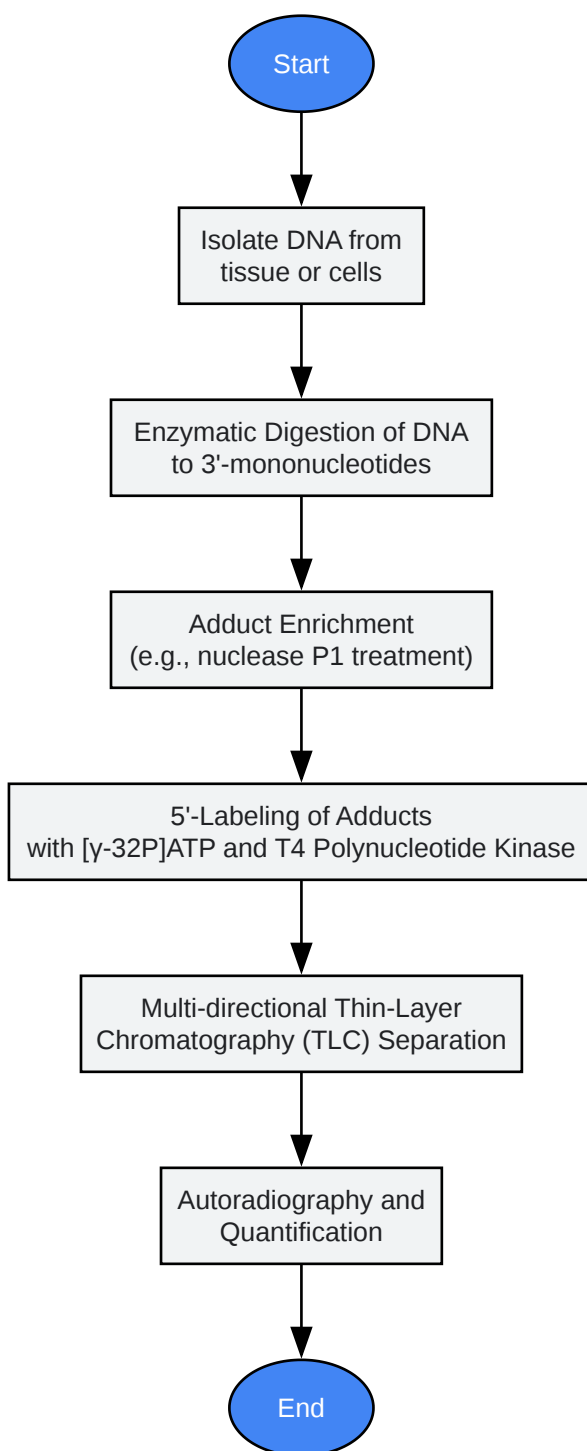 Start
Isolate DNA from
tissue or cells
Enzymatic Digestion of DNA
to 3'-mononucleotides
Adduct Enrichment
(e.g., nuclease P1 treatment)
5'-Labeling of Adducts
with [γ-32P]ATP and T4 Polynucleotide Kinase
Multi-directional Thin-Layer
Chromatography (TLC) Separation
Autoradiography and
Quantification
End